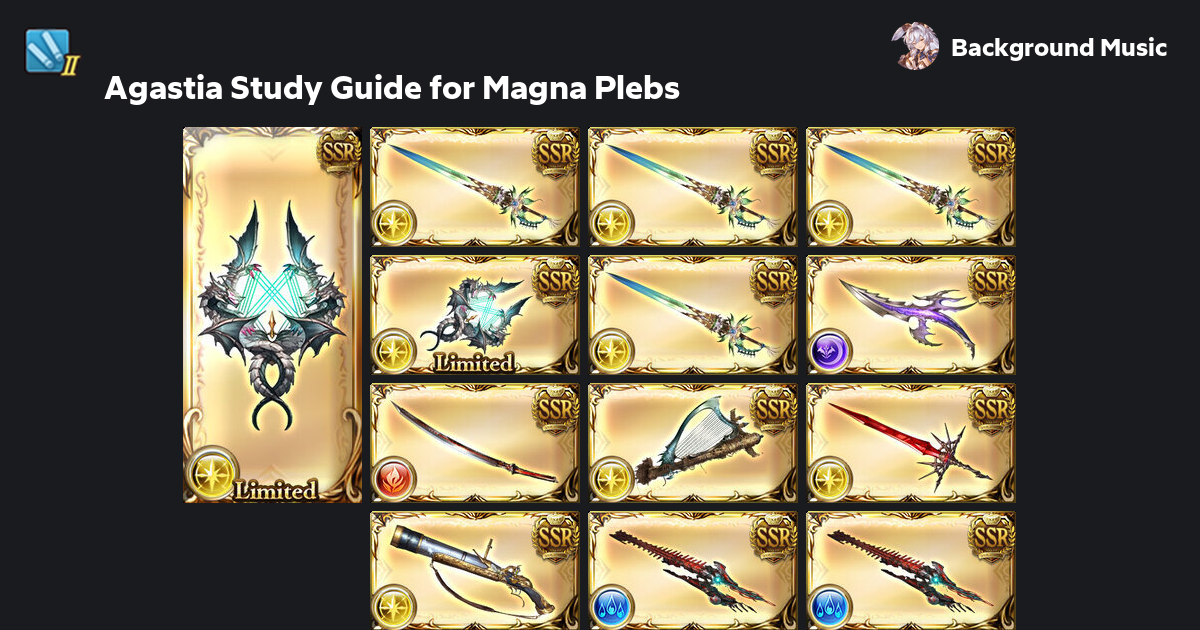 II
Background Music
Agastia Study Guide for Magna Plebs
SSR
SSR SSR SSR
SSR SSR SSR
Limited
SSR SSR SSR
Limited
SSR SSR SSR